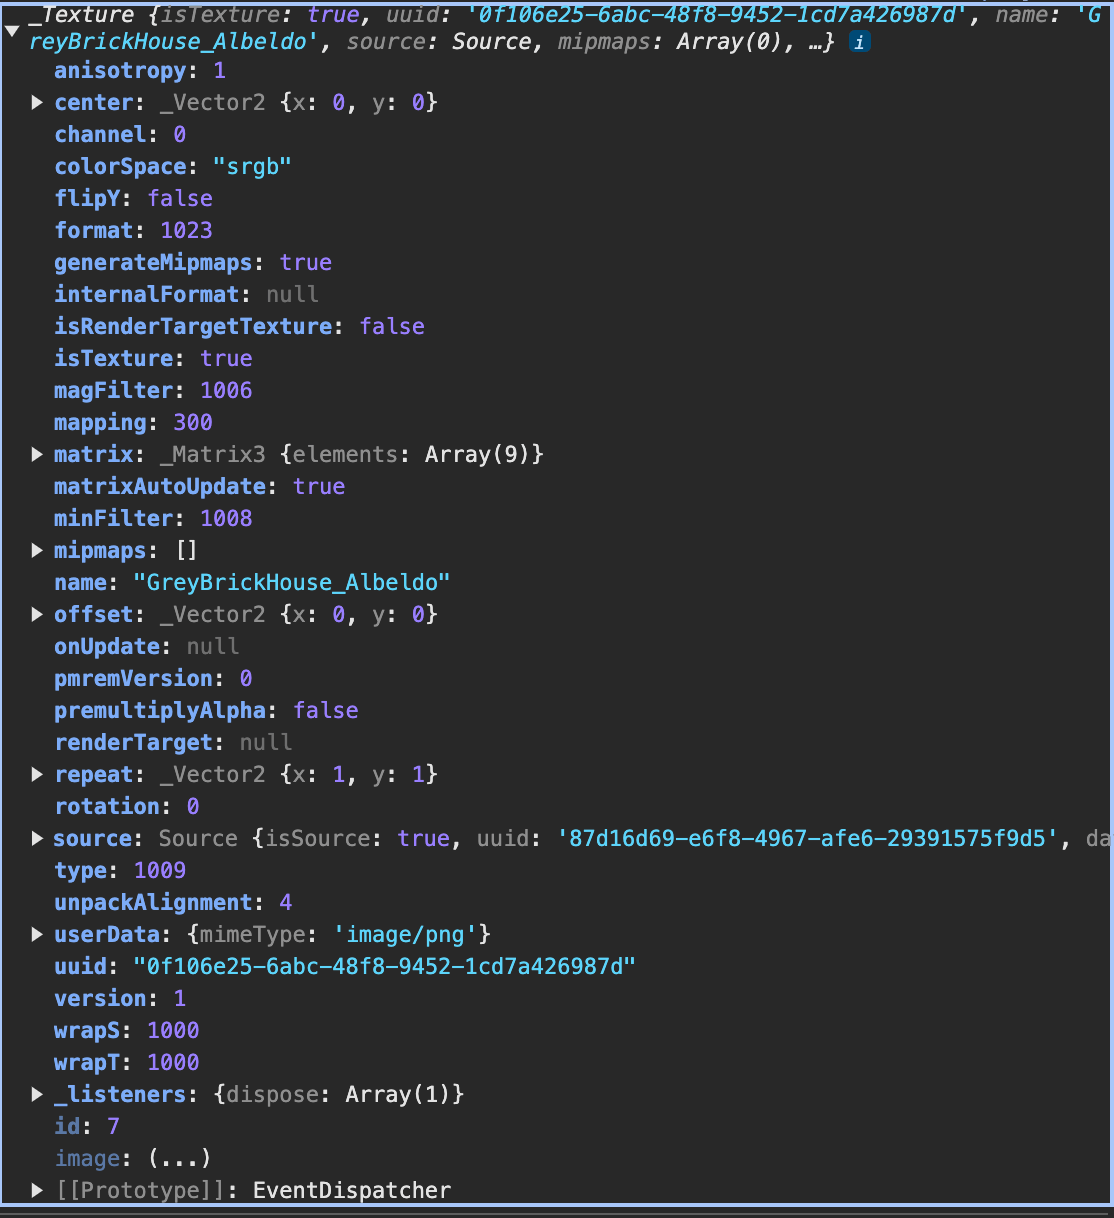 _Texture {isTexture: true, uuid: '0f106e25-6abc-48f8-9452-1cd7a426987d', name: 'G
reyBrickHouse_Albeldo', source: Source, mipmaps: Array(0), …} i
anisotropy: 1
center: _Vector2 {x: 0, y: 0}
channel: 0
colorSpace: "srgb"
flipY: false
format: 1023
generateMipmaps: true
internalFormat: null
isRenderTargetTexture: false
isTexture: true
magFilter: 1006
mapping: 300
matrix: _Matrix3 {elements: Array(9)}
matrixAutoUpdate: true
minFilter: 1008
mipmaps: []
name: "GreyBrickHouse_Albeldo"
offset: _Vector2 {x: 0, y: 0}
onUpdate: null
pmremVersion: 0
premultiplyAlpha: false
renderTarget: null
repeat: _Vector2 {x: 1, y: 1}
rotation: 0
source: Source {isSource: true, uuid: '87d16d69-e6f8-4967-afe6-29391575f9d5', da
type: 1009
unpackAlignment: 4
userData: {mimeType: 'image/png'}
uuid: "0f106e25-6abc-48f8-9452-1cd7a426987d"
version: 1
wrapS: 1000
wrapT: 1000
_listeners: {dispose: Array(1)}
id: 7
image: (...)
[[Prototype]]: EventDispatcher